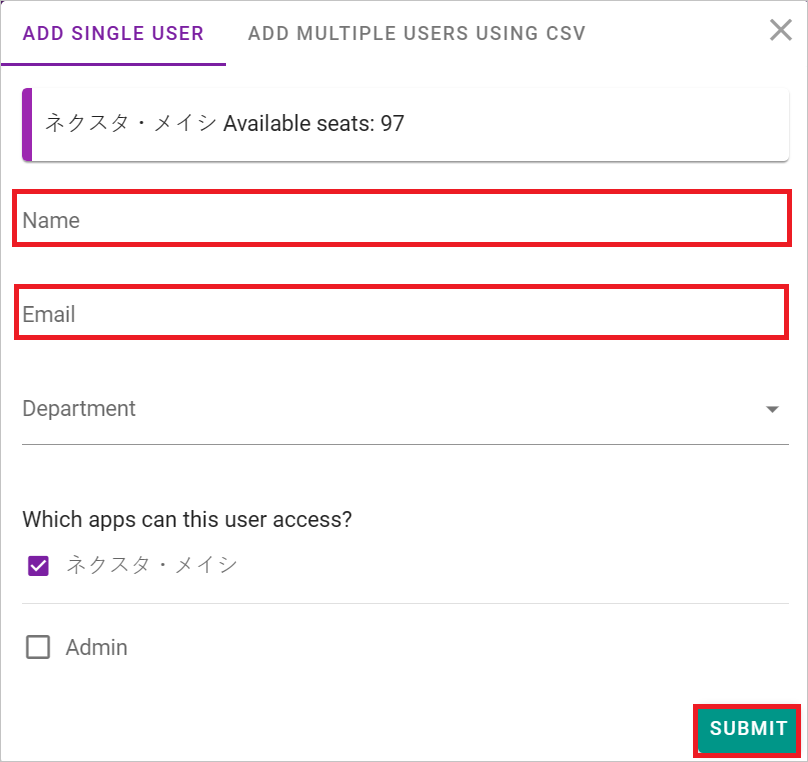 ADD SINGLE USER ADD MULTIPLE USERS USING CSV
ネクスタ・メイシ Available seats: 97
Name
Email
Department
Which apps can this user access?
ネクスタ・メイシ
Admin
SUBMIT